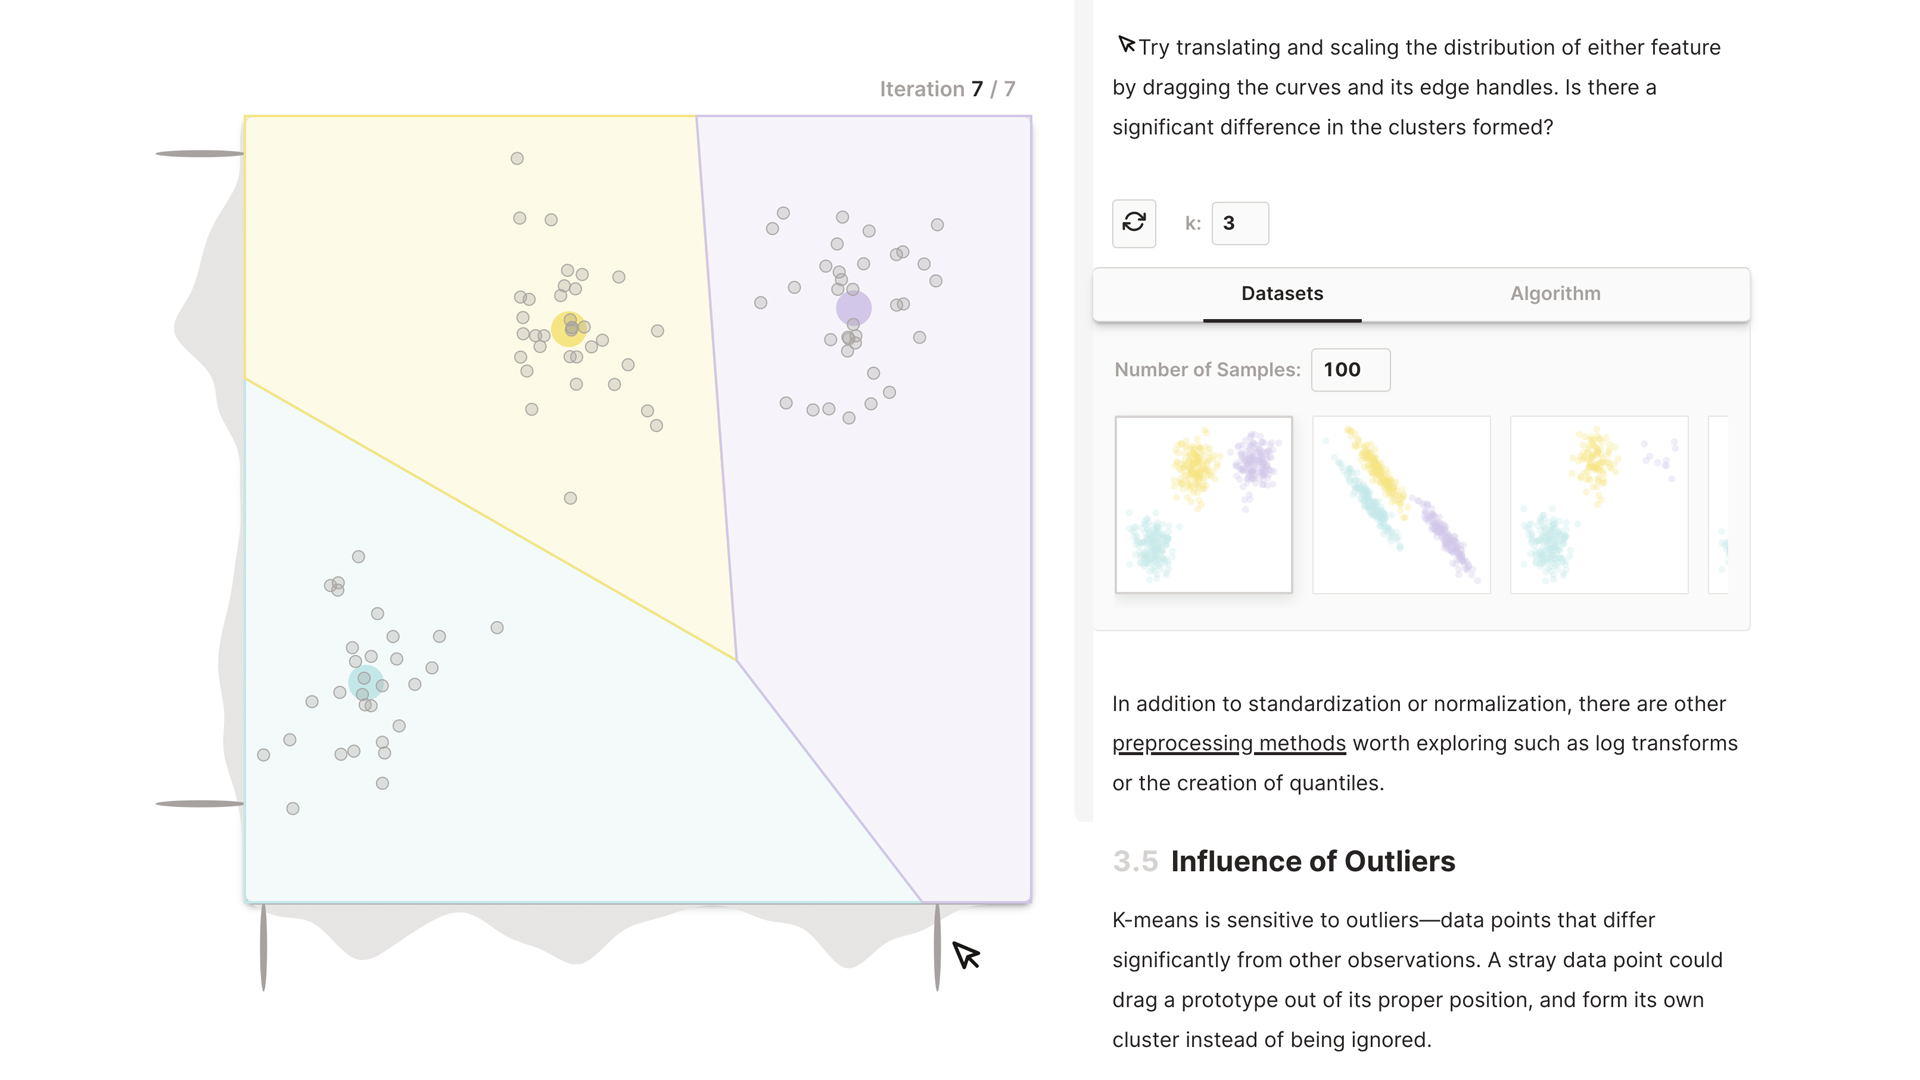 Iteration 7 / 7
Try translating and scaling the distribution of either feature
by dragging the curves and its edge handles. Is there a
significant difference in the clusters formed?
k: 3
Datasets
Algorithm
Number of Samples: 100
In addition to standardization or normalization, there are other
preprocessing methods worth exploring such as log transforms
or the creation of quantiles.
3.5 Influence of Outliers
K-means is sensitive to outliers—data points that differ
significantly from other observations. A stray data point could
drag a prototype out of its proper position, and form its own
cluster instead of being ignored.